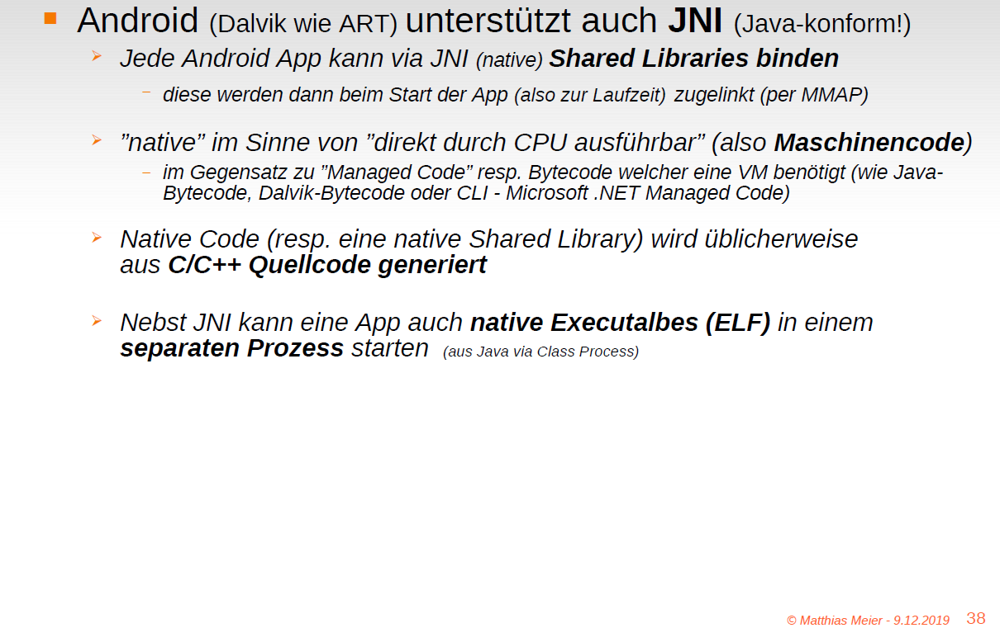 Android (Dalvik wie ART) unterstützt auch JNI (Java-konform!)
Jede Android App kann via JNI (native) Shared Libraries binden
– diese werden dann beim Start der App (also zur Laufzeit) zugelinkt (per MMAP)
”native” im Sinne von ”direkt durch CPU ausführbar” (also Maschinencode)
– im Gegensatz zu ”Managed Code” resp. Bytecode welcher eine VM benötigt (wie Java-
Bytecode, Dalvik-Bytecode oder CLI - Microsoft .NET Managed Code)
Native Code (resp. eine native Shared Library) wird üblicherweise
aus C/C++ Quellcode generiert
Nebst JNI kann eine App auch native Executalbes (ELF) in einem
separaten Prozess starten (aus Java via Class Process)
© Matthias Meier - 9.12.2019 38